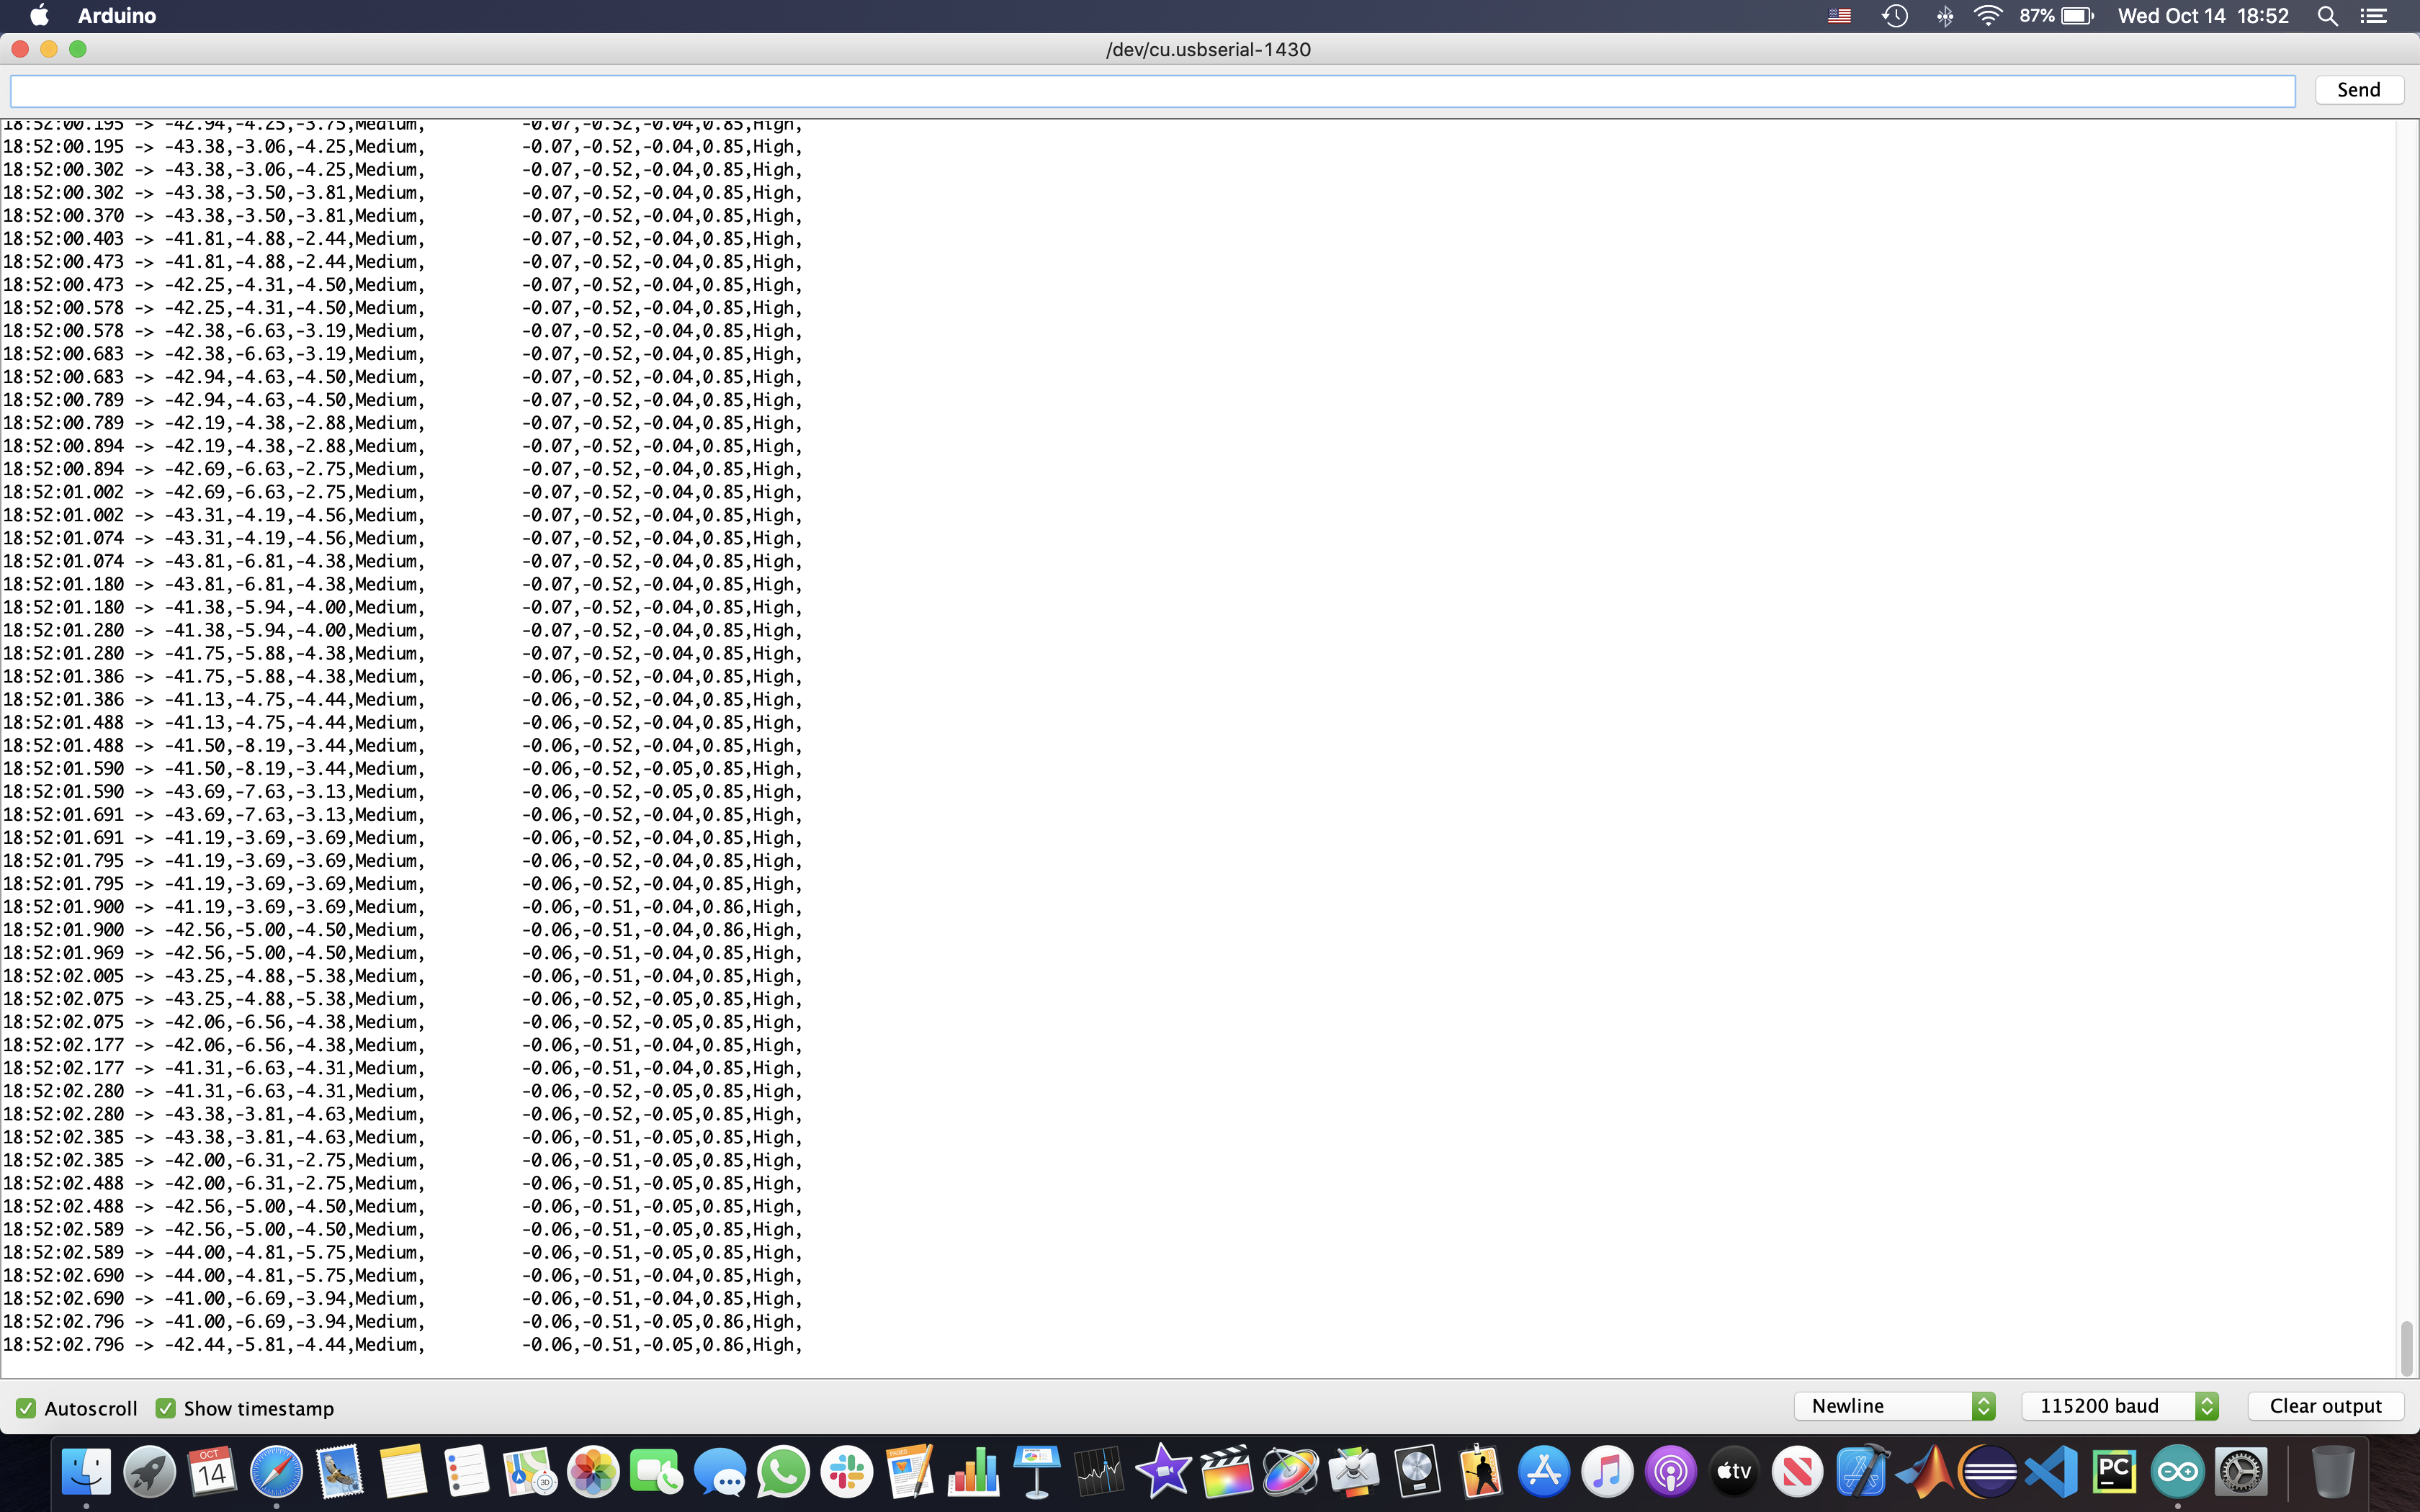 Arduino 87% Wed Oct 14 18:52
/dev/cu.usbserial-1430
Send
18:52:00.195 -> -42.94,-4.25,-3.75,Medium, -0.07,-0.52,-0.04,0.85,High,
18:52:00.195 -> -43.38,-3.06,-4.25,Medium, -0.07,-0.52,-0.04,0.85,High,
18:52:00.302 -> -43.38,-3.06,-4.25,Medium, -0.07,-0.52,-0.04,0.85,High,
18:52:00.302 -> -43.38,-3.50,-3.81,Medium, -0.07,-0.52,-0.04,0.85,High,
18:52:00.370 -> -43.38,-3.50,-3.81,Medium, -0.07,-0.52,-0.04,0.85,High,
18:52:00.403 -> -41.81,-4.88,-2.44,Medium, -0.07,-0.52,-0.04,0.85,High,
18:52:00.473 -> -41.81,-4.88,-2.44,Medium, -0.07,-0.52,-0.04,0.85,High,
18:52:00.473 -> -42.25,-4.31,-4.50,Medium, -0.07,-0.52,-0.04,0.85,High,
18:52:00.578 -> -42.25,-4.31,-4.50,Medium, -0.07,-0.52,-0.04,0.85,High,
18:52:00.578 -> -42.38,-6.63,-3.19,Medium, -0.07,-0.52,-0.04,0.85,High,
18:52:00.683 -> -42.38,-6.63,-3.19,Medium, -0.07,-0.52,-0.04,0.85,High,
18:52:00.683 -> -42.94,-4.63,-4.50,Medium, -0.07,-0.52,-0.04,0.85,High,
18:52:00.789 -> -42.94,-4.63,-4.50,Medium, -0.07,-0.52,-0.04,0.85,High,
18:52:00.789 -> -42.19,-4.38,-2.88,Medium, -0.07,-0.52,-0.04,0.85,High,
18:52:00.894 -> -42.19,-4.38,-2.88,Medium, -0.07,-0.52,-0.04,0.85,High,
18:52:00.894 -> -42.69,-6.63,-2.75,Medium, -0.07,-0.52,-0.04,0.85,High,
18:52:01.002 -> -42.69,-6.63,-2.75,Medium, -0.07,-0.52,-0.04,0.85,High,
18:52:01.002 -> -43.31,-4.19,-4.56,Medium, -0.07,-0.52,-0.04,0.85,High,
18:52:01.074 -> -43.31,-4.19,-4.56,Medium, -0.07,-0.52,-0.04,0.85,High,
18:52:01.074 -> -43.81,-6.81,-4.38,Medium, -0.07,-0.52,-0.04,0.85,High,
18:52:01.180 -> -43.81,-6.81,-4.38,Medium, -0.07,-0.52,-0.04,0.85,High,
18:52:01.180 -> -41.38,-5.94,-4.00,Medium, -0.07,-0.52,-0.04,0.85,High,
18:52:01.280 -> -41.38,-5.94,-4.00,Medium, -0.07,-0.52,-0.04,0.85,High,
18:52:01.280 -> -41.75,-5.88,-4.38,Medium, -0.07,-0.52,-0.04,0.85,High,
18:52:01.386 -> -41.75,-5.88,-4.38,Medium, -0.06,-0.52,-0.04,0.85,High,
18:52:01.386 -> -41.13,-4.75,-4.44,Medium, -0.06,-0.52,-0.04,0.85,High,
18:52:01.488 -> -41.13,-4.75,-4.44,Medium, -0.06,-0.52,-0.04,0.85,High,
18:52:01.488 -> -41.50,-8.19,-3.44,Medium, -0.06,-0.52,-0.04,0.85,High,
18:52:01.590 -> -41.50,-8.19,-3.44,Medium, -0.06,-0.52,-0.05,0.85,High,
18:52:01.590 -> -43.69,-7.63,-3.13,Medium, -0.06,-0.52,-0.05,0.85,High,
18:52:01.691 -> -43.69,-7.63,-3.13,Medium, -0.06,-0.52,-0.04,0.85,High,
18:52:01.691 -> -41.19,-3.69,-3.69,Medium, -0.06,-0.52,-0.04,0.85,High,
18:52:01.795 -> -41.19,-3.69,-3.69,Medium, -0.06,-0.52,-0.04,0.85,High,
18:52:01.795 -> -41.19,-3.69,-3.69,Medium, -0.06,-0.52,-0.04,0.85,High,
18:52:01.900 -> -41.19,-3.69,-3.69,Medium, -0.06,-0.51,-0.04,0.86,High,
18:52:01.900 -> -42.56,-5.00,-4.50,Medium, -0.06,-0.51,-0.04,0.86,High,
18:52:01.969 -> -42.56,-5.00,-4.50,Medium, -0.06,-0.51,-0.04,0.85,High,
18:52:02.005 -> -43.25,-4.88,-5.38,Medium, -0.06,-0.51,-0.04,0.85,High,
18:52:02.075 -> -43.25,-4.88,-5.38,Medium, -0.06,-0.52,-0.05,0.85,High,
18:52:02.075 -> -42.06,-6.56,-4.38,Medium, -0.06,-0.52,-0.05,0.85,High,
18:52:02.177 -> -42.06,-6.56,-4.38,Medium, -0.06,-0.51,-0.04,0.85,High,
18:52:02.177 -> -41.31,-6.63,-4.31,Medium, -0.06,-0.51,-0.04,0.85,High,
18:52:02.280 -> -41.31,-6.63,-4.31,Medium, -0.06,-0.52,-0.05,0.85,High,
18:52:02.280 -> -43.38,-3.81,-4.63,Medium, -0.06,-0.52,-0.05,0.85,High,
18:52:02.385 -> -43.38,-3.81,-4.63,Medium, -0.06,-0.51,-0.05,0.85,High,
18:52:02.385 -> -42.00,-6.31,-2.75,Medium, -0.06,-0.51,-0.05,0.85,High,
18:52:02.488 -> -42.00,-6.31,-2.75,Medium, -0.06,-0.51,-0.05,0.85,High,
18:52:02.488 -> -42.56,-5.00,-4.50,Medium, -0.06,-0.51,-0.05,0.85,High,
18:52:02.589 -> -42.56,-5.00,-4.50,Medium, -0.06,-0.51,-0.05,0.85,High,
18:52:02.589 -> -44.00,-4.81,-5.75,Medium, -0.06,-0.51,-0.05,0.85,High,
18:52:02.690 -> -44.00,-4.81,-5.75,Medium, -0.06,-0.51,-0.04,0.85,High,
18:52:02.690 -> -41.00,-6.69,-3.94,Medium, -0.06,-0.51,-0.04,0.85,High,
18:52:02.796 -> -41.00,-6.69,-3.94,Medium, -0.06,-0.51,-0.05,0.86,High,
18:52:02.796 -> -42.44,-5.81,-4.44,Medium, -0.06,-0.51,-0.05,0.86,High,
Autoscroll Show timestamp Newline 115200 baud Clear output
OCT
14
PAGES
30
tv
PC